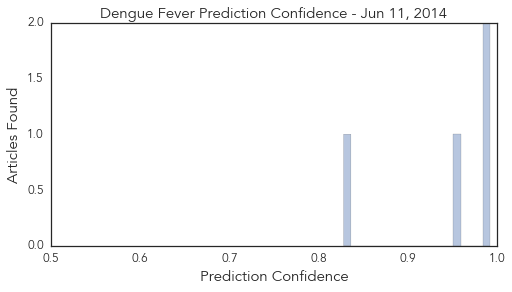 Dengue Fever Prediction Confidence - Jun 11, 2014
2.0
1.5
1.0
0.5
0.0
Articles Found
0.5 0.6 0.7 0.8 0.9 1.0
Prediction Confidence